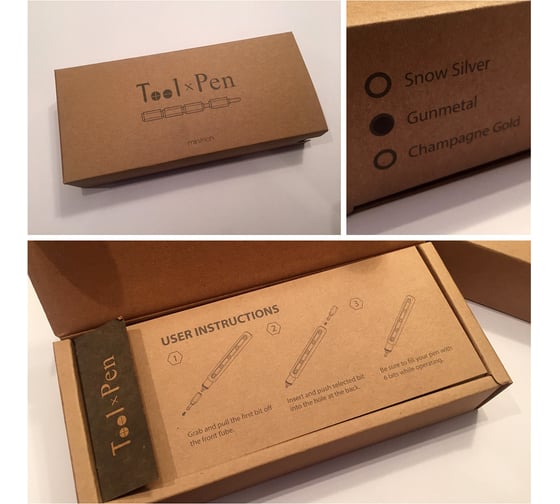 Tool × Pen
mininch
Snow Silver
Gunmetal
Champagne Gold
USER INSTRUCTIONS
1
2
3
Grab and pull the first bit off
the front tube.
Insert and push selected bit
into the hole at the back.
Be sure to fill your pen with
6 bits while operating.
Tool × Pen